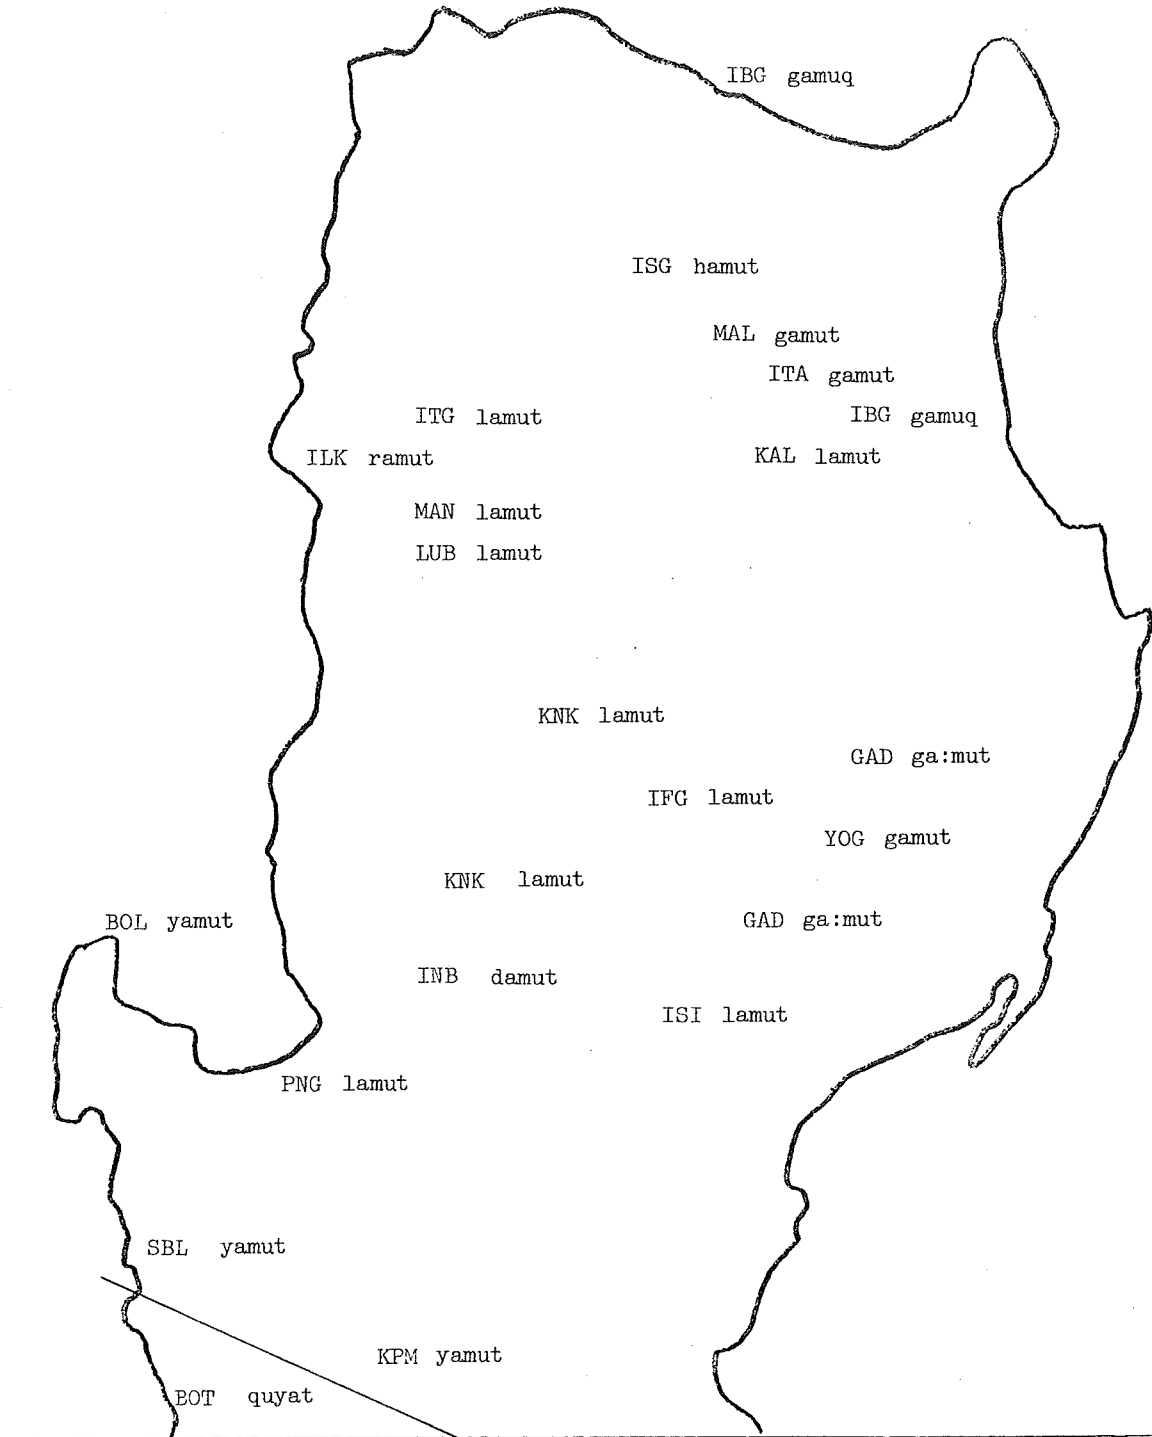 IBG gamuq
ISG hamut
MAL gamut
ITA gamut
ITG lamut
IBG gamuq
ILK ramut
KAL lamut
MAN lamut
LUB lamut
KNK lamut
GAD ga:mut
IFG lamut
YOG gamut
KNK lamut
BOL yamut
GAD ga:mut
INB damut
ISI lamut
PNG lamut
SBL yamut
KPM yamut
BOT quyat